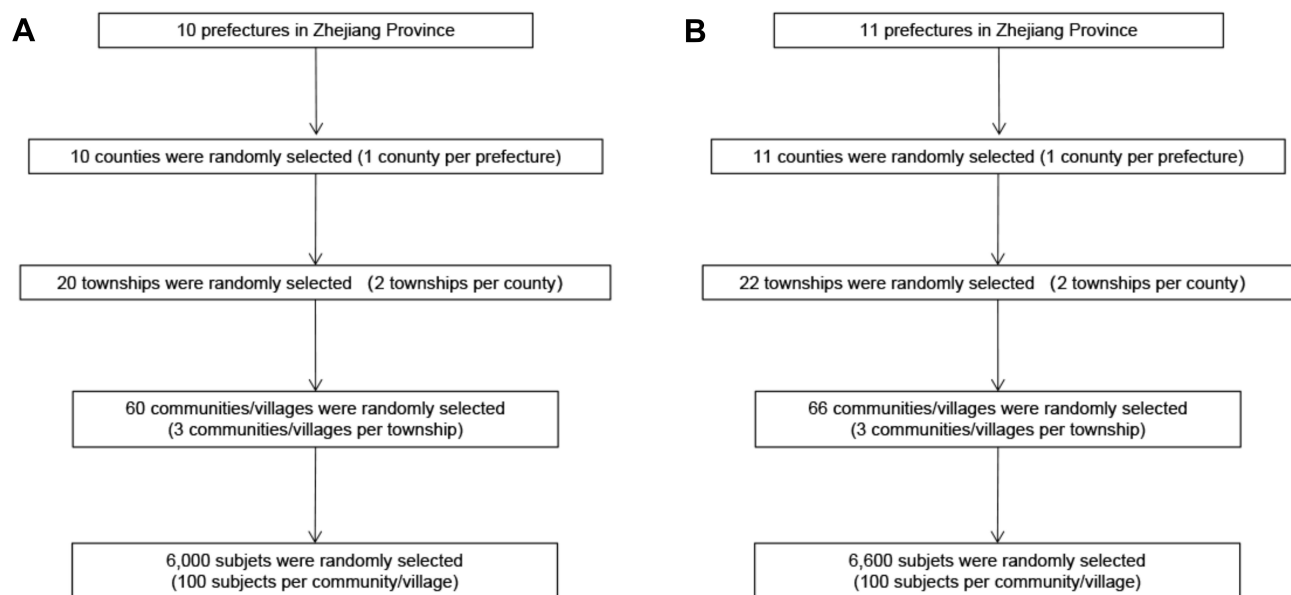 A
10 prefectures in Zhejiang Province
10 counties were randomly selected (1 conunty per prefecture)
20 townships were randomly selected (2 townships per county)
60 communities/villages were randomly selected
(3 communities/villages per township)
6,000 subjets were randomly selected
(100 subjects per community/village)
B
11 prefectures in Zhejiang Province
11 counties were randomly selected (1 conunty per prefecture)
22 townships were randomly selected (2 townships per county)
66 communities/villages were randomly selected
(3 communities/villages per township)
6,600 subjets were randomly selected
(100 subjects per community/village)